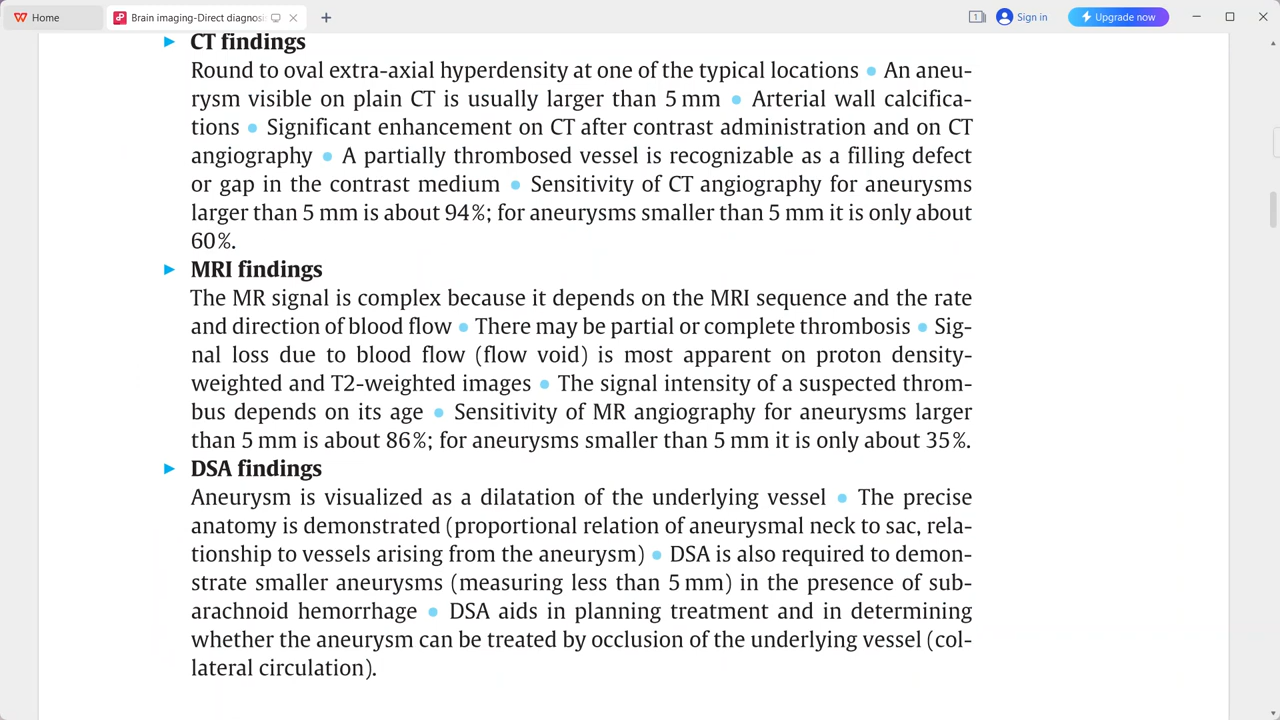 Home
Brain imaging-Direct diagnosi
1
Sign in
Upgrade now
CT findings
Round to oval extra-axial hyperdensity at one of the typical locations • An aneu-
rysm visible on plain CT is usually larger than 5 mm • Arterial wall calcifica-
tions • Significant enhancement on CT after contrast administration and on CT
angiography • A partially thrombosed vessel is recognizable as a filling defect
or gap in the contrast medium • Sensitivity of CT angiography for aneurysms
larger than 5 mm is about 94%; for aneurysms smaller than 5 mm it is only about
60%.
MRI findings
The MR signal is complex because it depends on the MRI sequence and the rate
and direction of blood flow • There may be partial or complete thrombosis • Sig-
nal loss due to blood flow (flow void) is most apparent on proton density-
weighted and T2-weighted images • The signal intensity of a suspected throm-
bus depends on its age • Sensitivity of MR angiography for aneurysms larger
than 5 mm is about 86%; for aneurysms smaller than 5 mm it is only about 35%.
DSA findings
Aneurysm is visualized as a dilatation of the underlying vessel • The precise
anatomy is demonstrated (proportional relation of aneurysmal neck to sac, rela-
tionship to vessels arising from the aneurysm) • DSA is also required to demon-
strate smaller aneurysms (measuring less than 5 mm) in the presence of sub-
arachnoid hemorrhage • DSA aids in planning treatment and in determining
whether the aneurysm can be treated by occlusion of the underlying vessel (col-
lateral circulation).